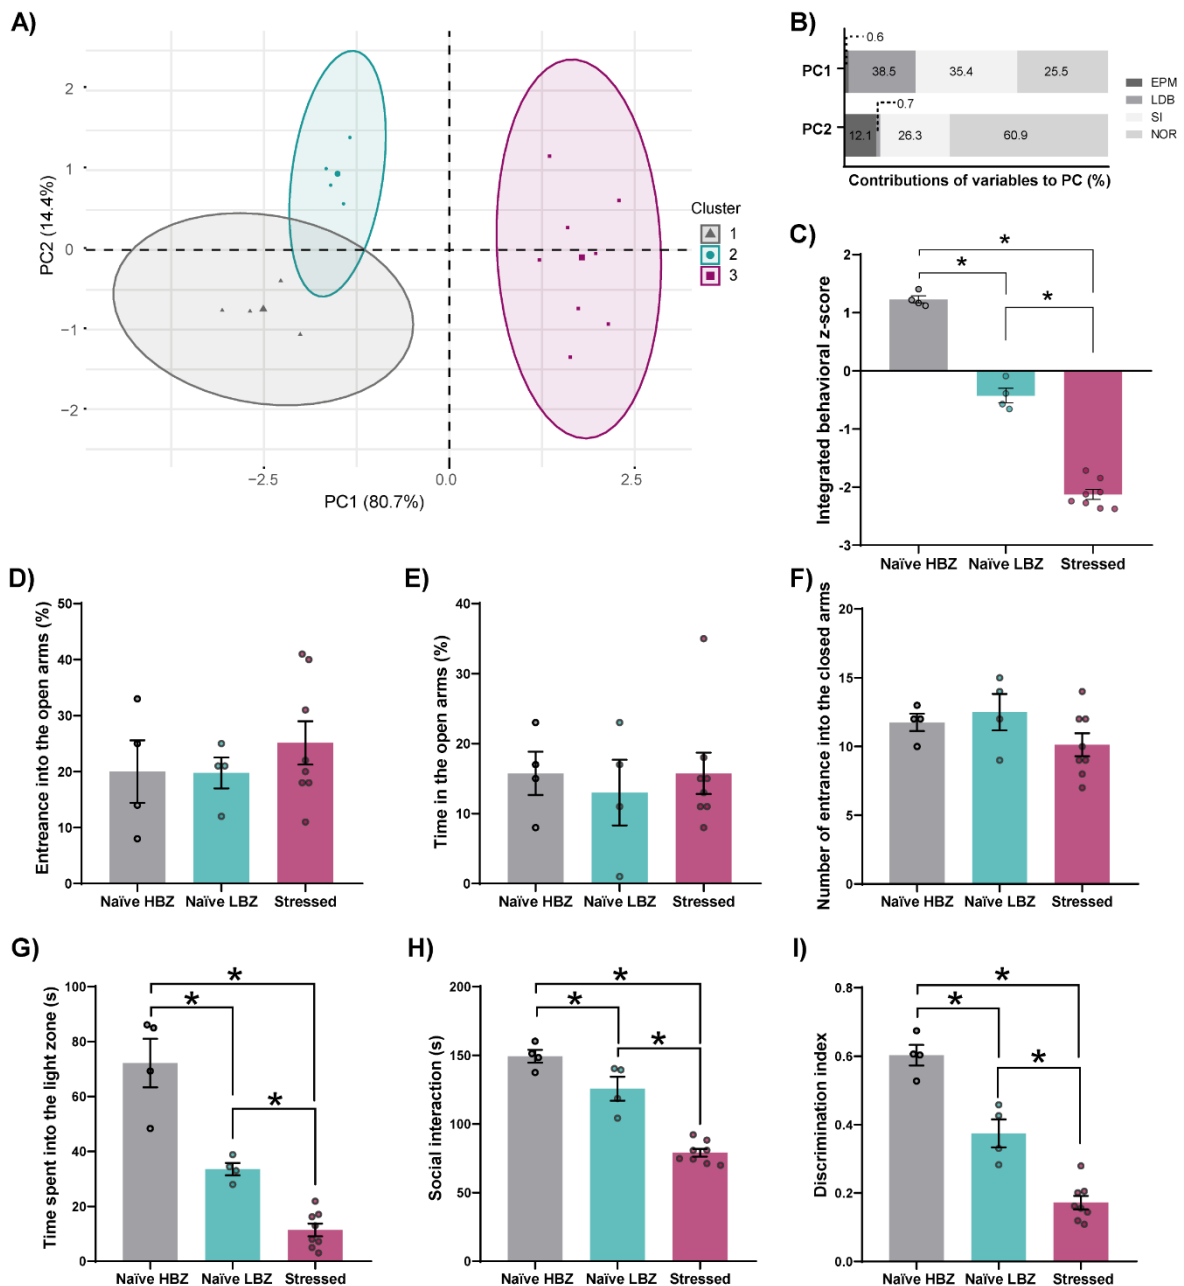 A)
PC2 (14.4%)
2
1
0
−1
−2
−2.5
0.0
2.5
PC1 (80.7%)
Cluster
1
2
3
B)
0.6
PC1
38.5
35.4
25.5
0.7
PC2
12.1
26.3
60.9
EPM
LDB
SI
NOR
Contributions of variables to PC (%)
C)
Integrated behavioral z-score
2
1
0
-1
-2
-3
*
*
*
Naïve HBZ
Naïve LBZ
Stressed
D)
Entreance into the open arms (%)
50
40
30
20
10
0
Naïve HBZ
Naïve LBZ
Stressed
E)
Time in the open arms (%)
40
30
20
10
0
Naïve HBZ
Naïve LBZ
Stressed
F)
Number of entrance into the closed arms
20
15
10
5
0
Naïve HBZ
Naïve LBZ
Stressed
G)
Time spent into the light zone (s)
100
80
60
40
20
0
*
*
*
Naïve HBZ
Naïve LBZ
Stressed
H)
Social interaction (s)
200
150
100
50
0
*
*
*
Naïve HBZ
Naïve LBZ
Stressed
I)
Discrimination index
0.8
0.6
0.4
0.2
0.0
*
*
*
Naïve HBZ
Naïve LBZ
Stressed